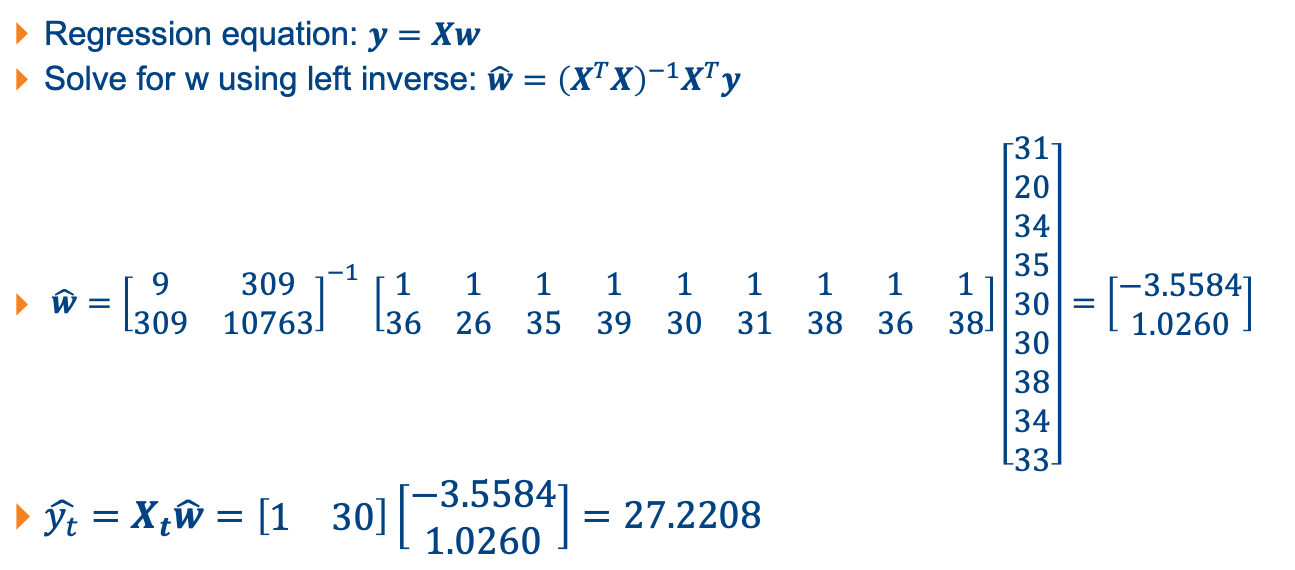 Regression equation: 𝒚 = 𝑿𝒘
Solve for w using left inverse: 𝒘̂ = (𝑿ᵀ𝑿)⁻¹𝑿ᵀ𝒚
𝒘̂ = [9 309; 309 10763]⁻¹ [1 1 1 1 1 1 1 1 1; 36 26 35 39 30 31 38 36 38] [31; 20; 34; 35; 30; 30; 38; 34; 33] = [−3.5584; 1.0260]
𝒚̂ₜ = 𝑿ₜ𝒘̂ = [1 30] [−3.5584; 1.0260] = 27.2208